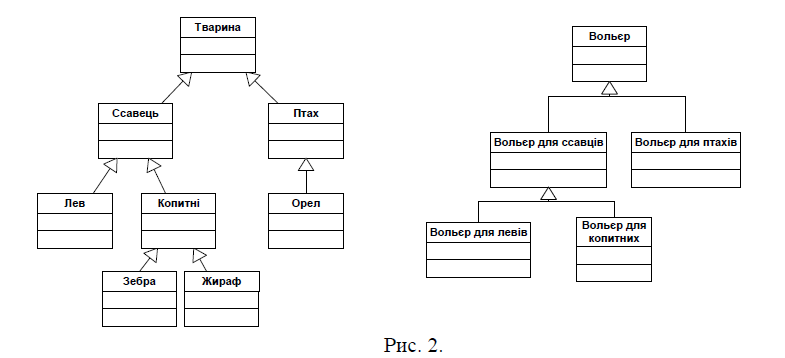 Тварина
Ссавець
Птах
Лев
Копитні
Орел
Зебра
Жираф
Вольєр
Вольєр для ссавців
Вольєр для птахів
Вольєр для левів
Вольєр для
копитних
Рис. 2.